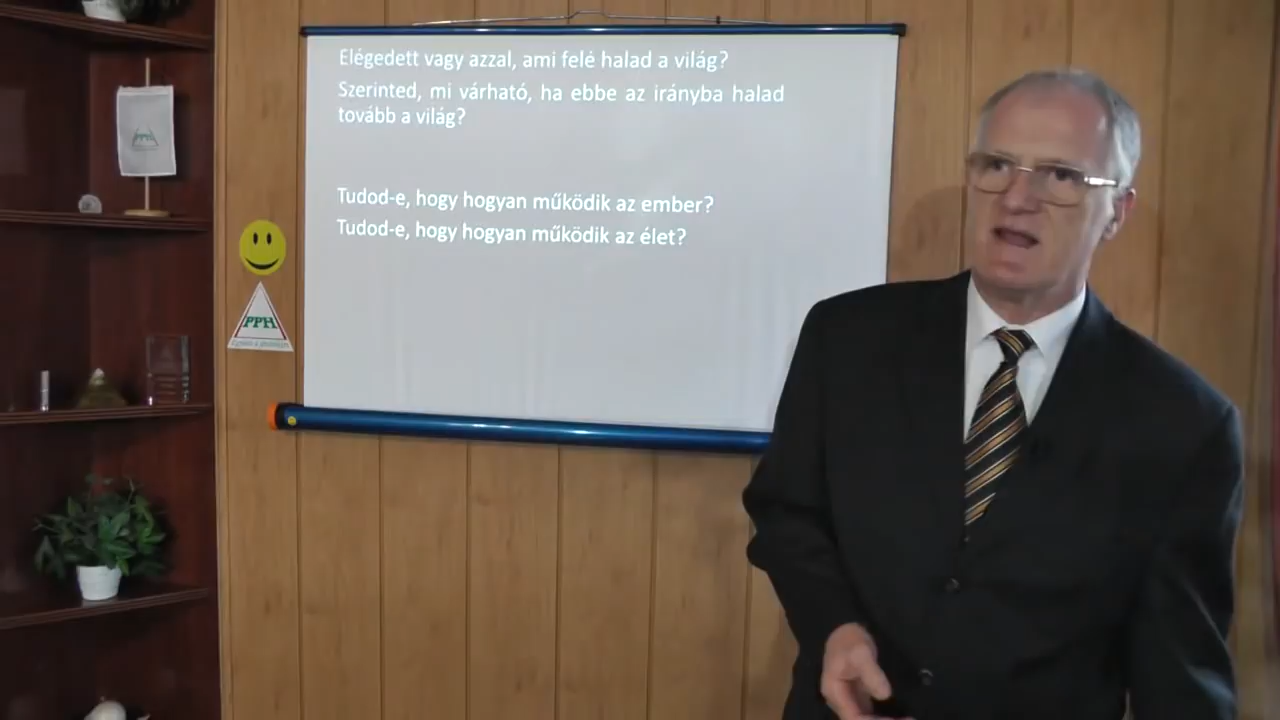 Elégedett vagy azzal, ami felé halad a világ?
Szerinted, mi várható, ha ebbe az irányba halad
tovább a világ?
Tudod-e, hogy hogyan működik az ember?
Tudod-e, hogy hogyan működik az élet?
PPH
PPH